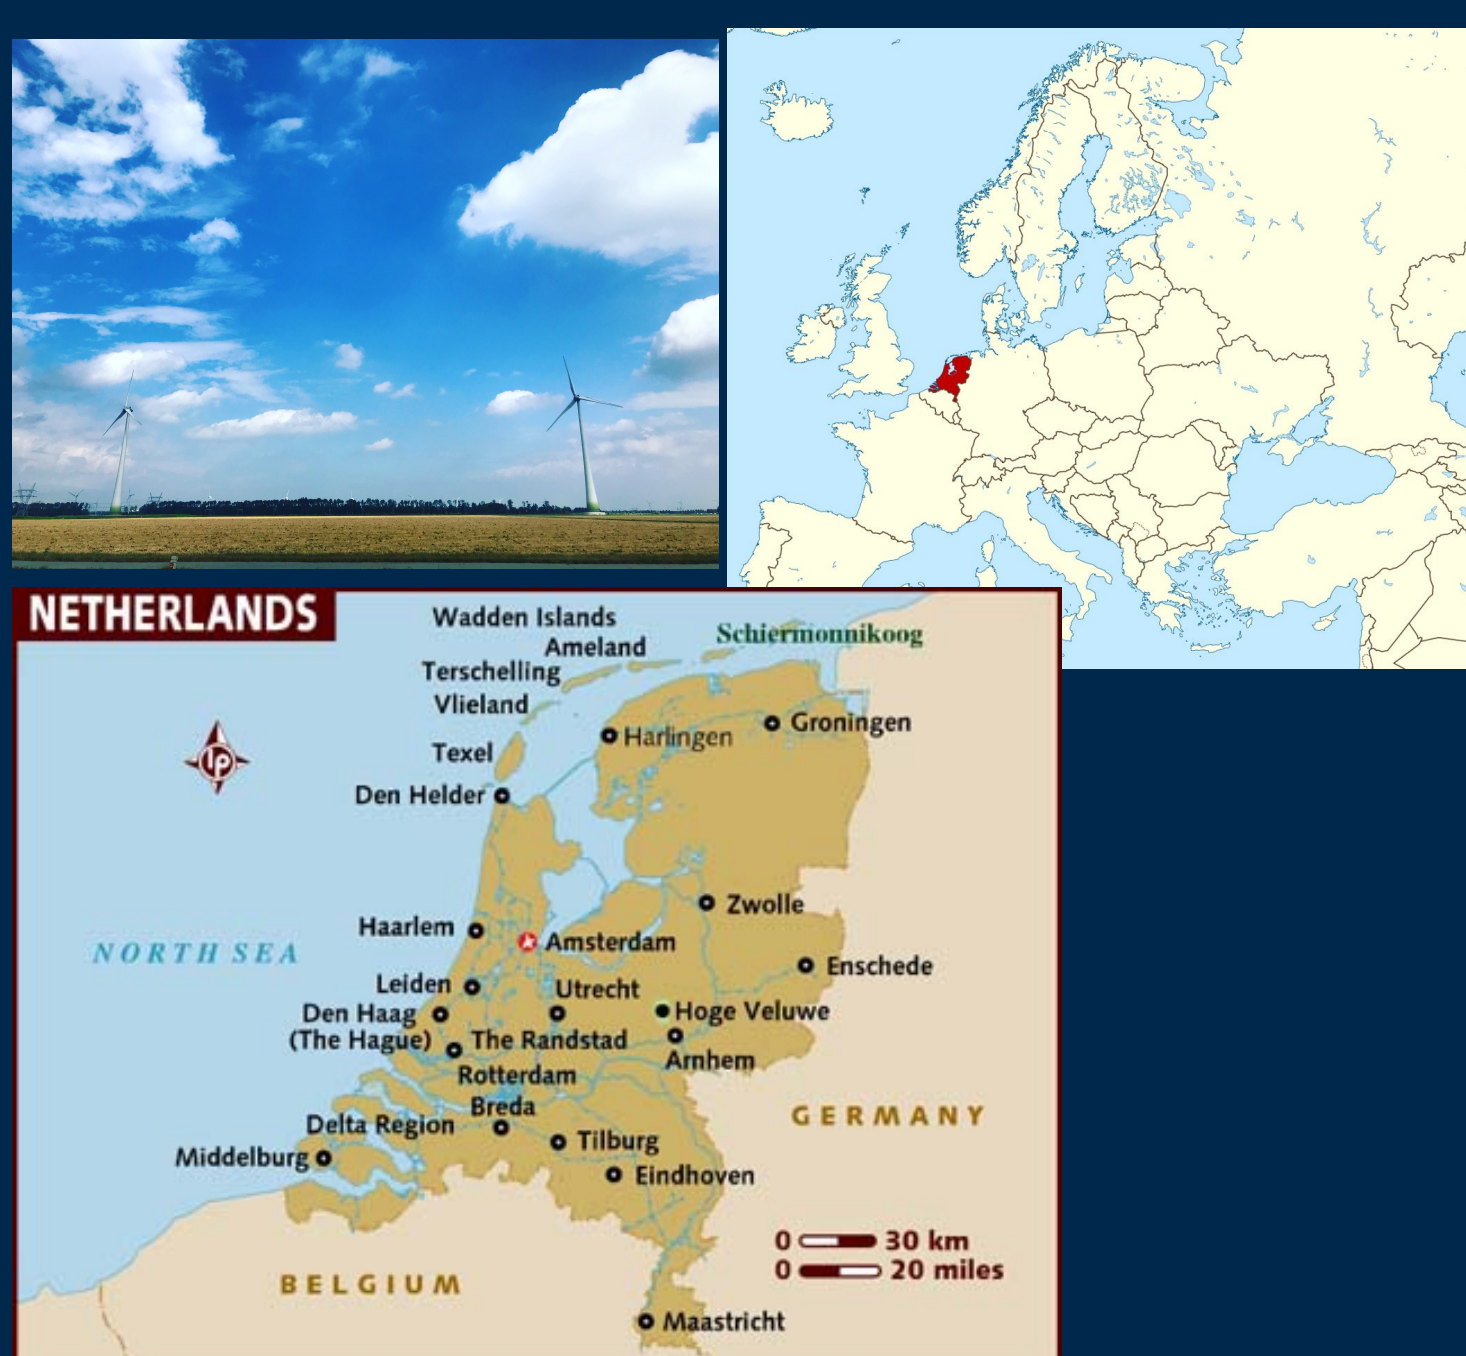 NETHERLANDS
Wadden Islands
Schiermonnikoog
Ameland
Terschelling
Vlieland
Groningen
Harlingen
Texel
Den Helder
lp
Zwolle
Haarlem
Amsterdam
NORTH SEA
Enschede
Leiden
Utrecht
Den Haag
(The Hague)
Hoge Veluwe
The Randstad
Arnhem
Rotterdam
Breda
GERMANY
Delta Region
Tilburg
Middelburg
Eindhoven
0 30 km
0 20 miles
BELGIUM
Maastricht